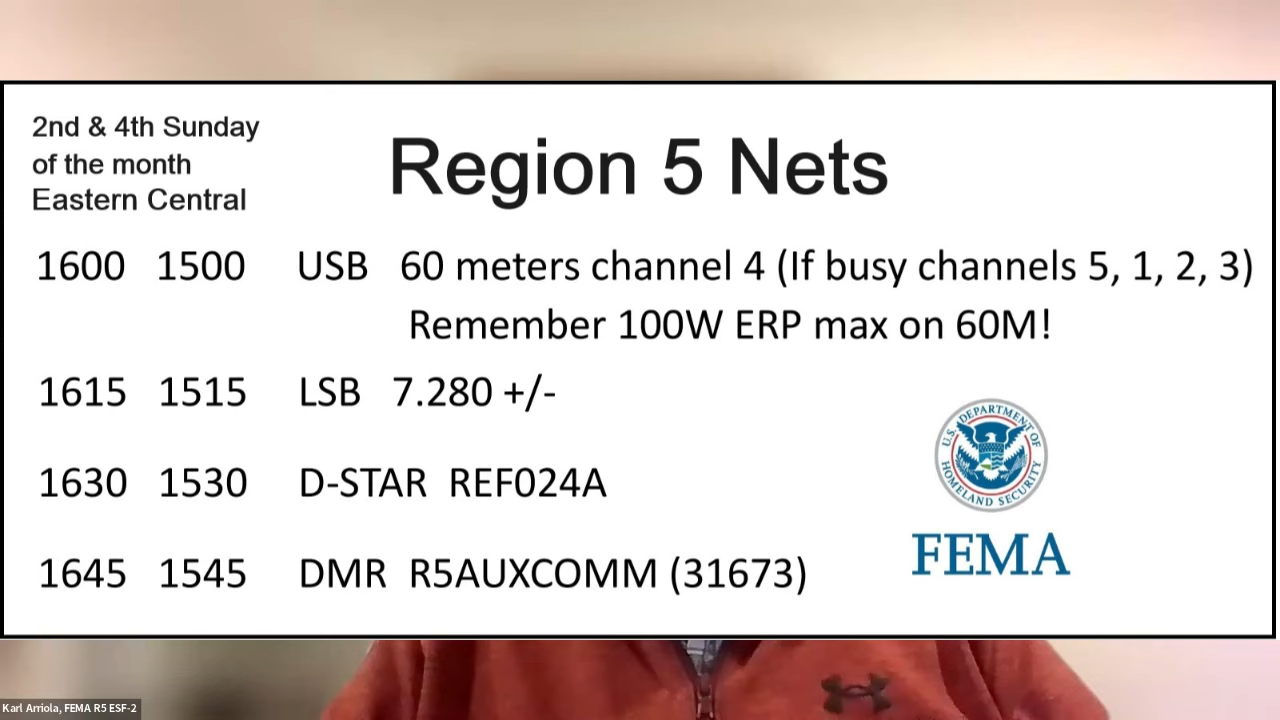 2nd & 4th Sunday
of the month
Eastern Central
Region 5 Nets
1600 1500 USB 60 meters channel 4 (If busy channels 5, 1, 2, 3)
Remember 100W ERP max on 60M!
1615 1515 LSB 7.280 +/-
1630 1530 D-STAR REF024A
1645 1545 DMR R5AUXCOMM (31673)
U.S. DEPARTMENT OF
HOMELAND SECURITY
FEMA
Karl Arriola, FEMA R5 ESF-2